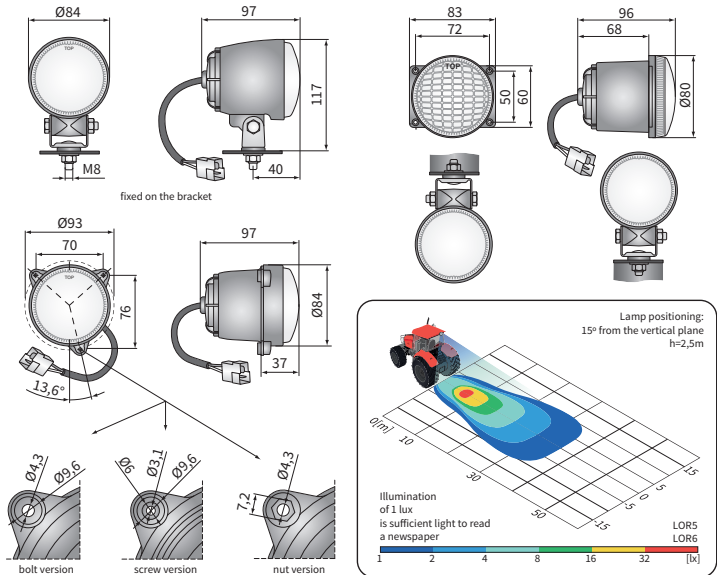 Ø84
TOP
M8
97
117
40
fixed on the bracket
83
72
TOP
50
60
96
68
Ø80
Ø93
70
TOP
76
13,6°
97
Ø84
37
Ø4,3
Ø9,6
bolt version
Ø6
Ø3,1
Ø9,6
screw version
Ø4,3
7,2
nut version
Lamp positioning:
15º from the vertical plane
h=2,5m
0[m]
10
30
50
15
5
0
-5
-15
Illumination
of 1 lux
is sufficient light to read
a newspaper
LOR5
LOR6
1 2 4 8 16 32 [lx]